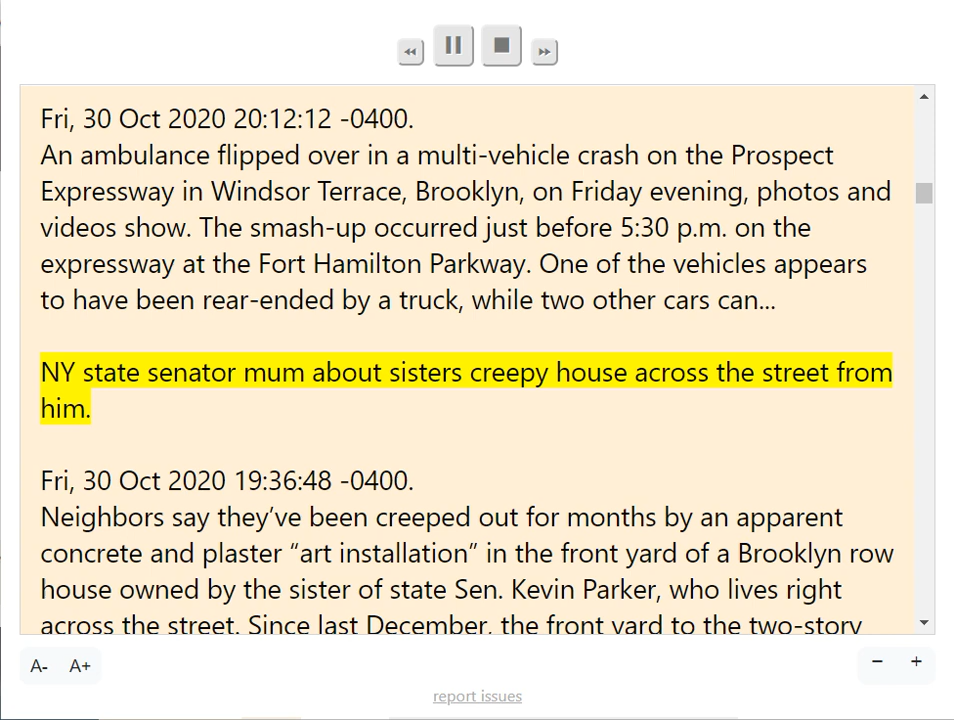 Fri, 30 Oct 2020 20:12:12 -0400.
An ambulance flipped over in a multi-vehicle crash on the Prospect
Expressway in Windsor Terrace, Brooklyn, on Friday evening, photos and
videos show. The smash-up occurred just before 5:30 p.m. on the
expressway at the Fort Hamilton Parkway. One of the vehicles appears
to have been rear-ended by a truck, while two other cars can...
NY state senator mum about sisters creepy house across the street from
him.
Fri, 30 Oct 2020 19:36:48 -0400.
Neighbors say they’ve been creeped out for months by an apparent
concrete and plaster “art installation” in the front yard of a Brooklyn row
house owned by the sister of state Sen. Kevin Parker, who lives right
across the street. Since last December, the front yard to the two-story
A- A+ − +
report issues